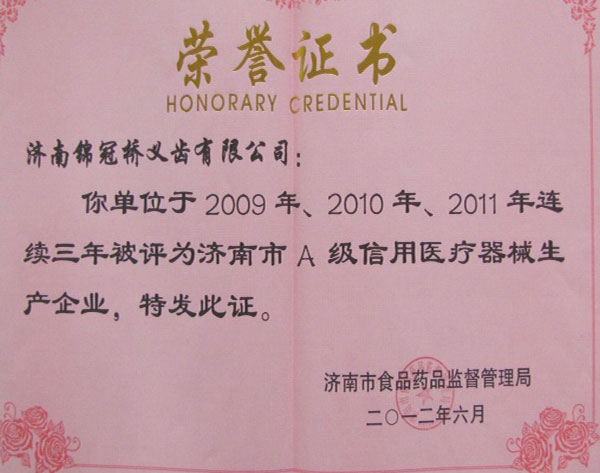 荣誉证书
HONORARY CREDENTIAL
济南锦冠桥义齿有限公司：
你单位于2009年、2010年、2011年连
续三年被评为济南市A级信用医疗器械生
产企业，特发此证。
济南市食品药品监督管理局
二〇一二年六月